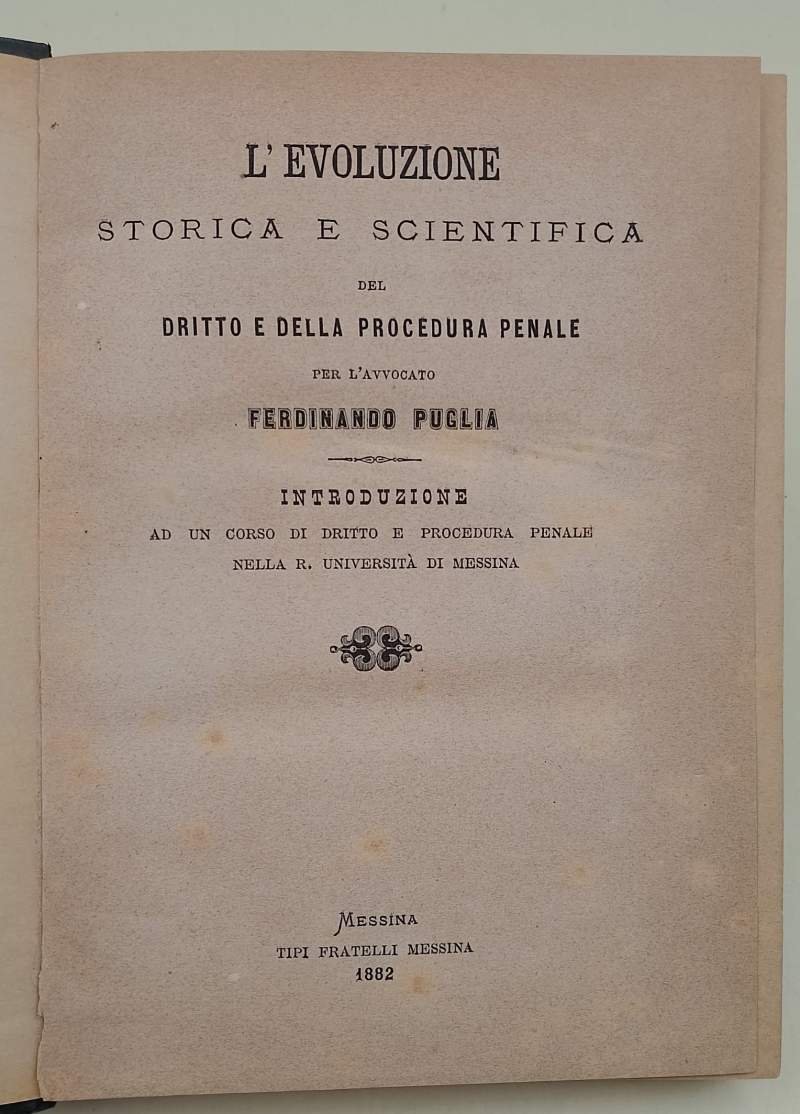 L' EVOLUZIONE
STORICA E SCIENTIFICA
DEL
DRITTO E DELLA PROCEDURA PENALE
PER L'AVVOCATO
FERDINANDO PUGLIA
INTRODUZIONE
AD UN CORSO DI DRITTO E PROCEDURA PENALE
NELLA R. UNIVERSITÀ DI MESSINA
MESSINA
TIPI FRATELLI MESSINA
1882